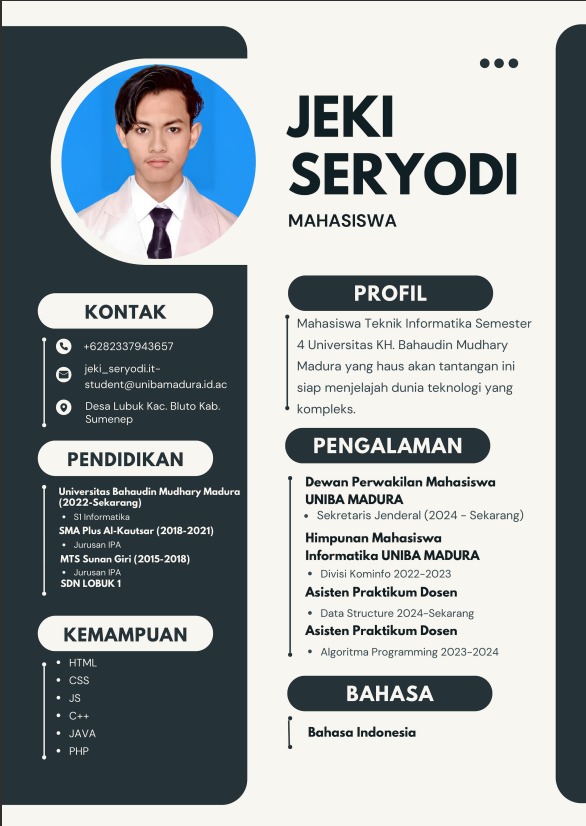 JEKI
SERYODI
MAHASISWA
KONTAK
+6282337943657
jeki_seryodi.it-
student@unibamadura.id.ac
Desa Lubuk Kac. Bluto Kab.
Sumenep
PENDIDIKAN
Universitas Bahaudin Mudhary Madura
(2022-Sekarang)
• S1 Informatika
SMA Plus Al-Kautsar (2018-2021)
• Jurusan IPA
MTS Sunan Giri (2015-2018)
• Jurusan IPA
SDN LOBUK 1
KEMAMPUAN
• HTML
• CSS
• JS
• C++
• JAVA
• PHP
PROFIL
Mahasiswa Teknik Informatika Semester
4 Universitas KH. Bahaudin Mudhary
Madura yang haus akan tantangan ini
siap menjelajah dunia teknologi yang
kompleks.
PENGALAMAN
Dewan Perwakilan Mahasiswa
UNIBA MADURA
• Sekretaris Jenderal (2024 - Sekarang)
Himpunan Mahasiswa
Informatika UNIBA MADURA
• Divisi Kominfo 2022-2023
Asisten Praktikum Dosen
• Data Structure 2024-Sekarang
Asisten Praktikum Dosen
• Algoritma Programming 2023-2024
BAHASA
Bahasa Indonesia